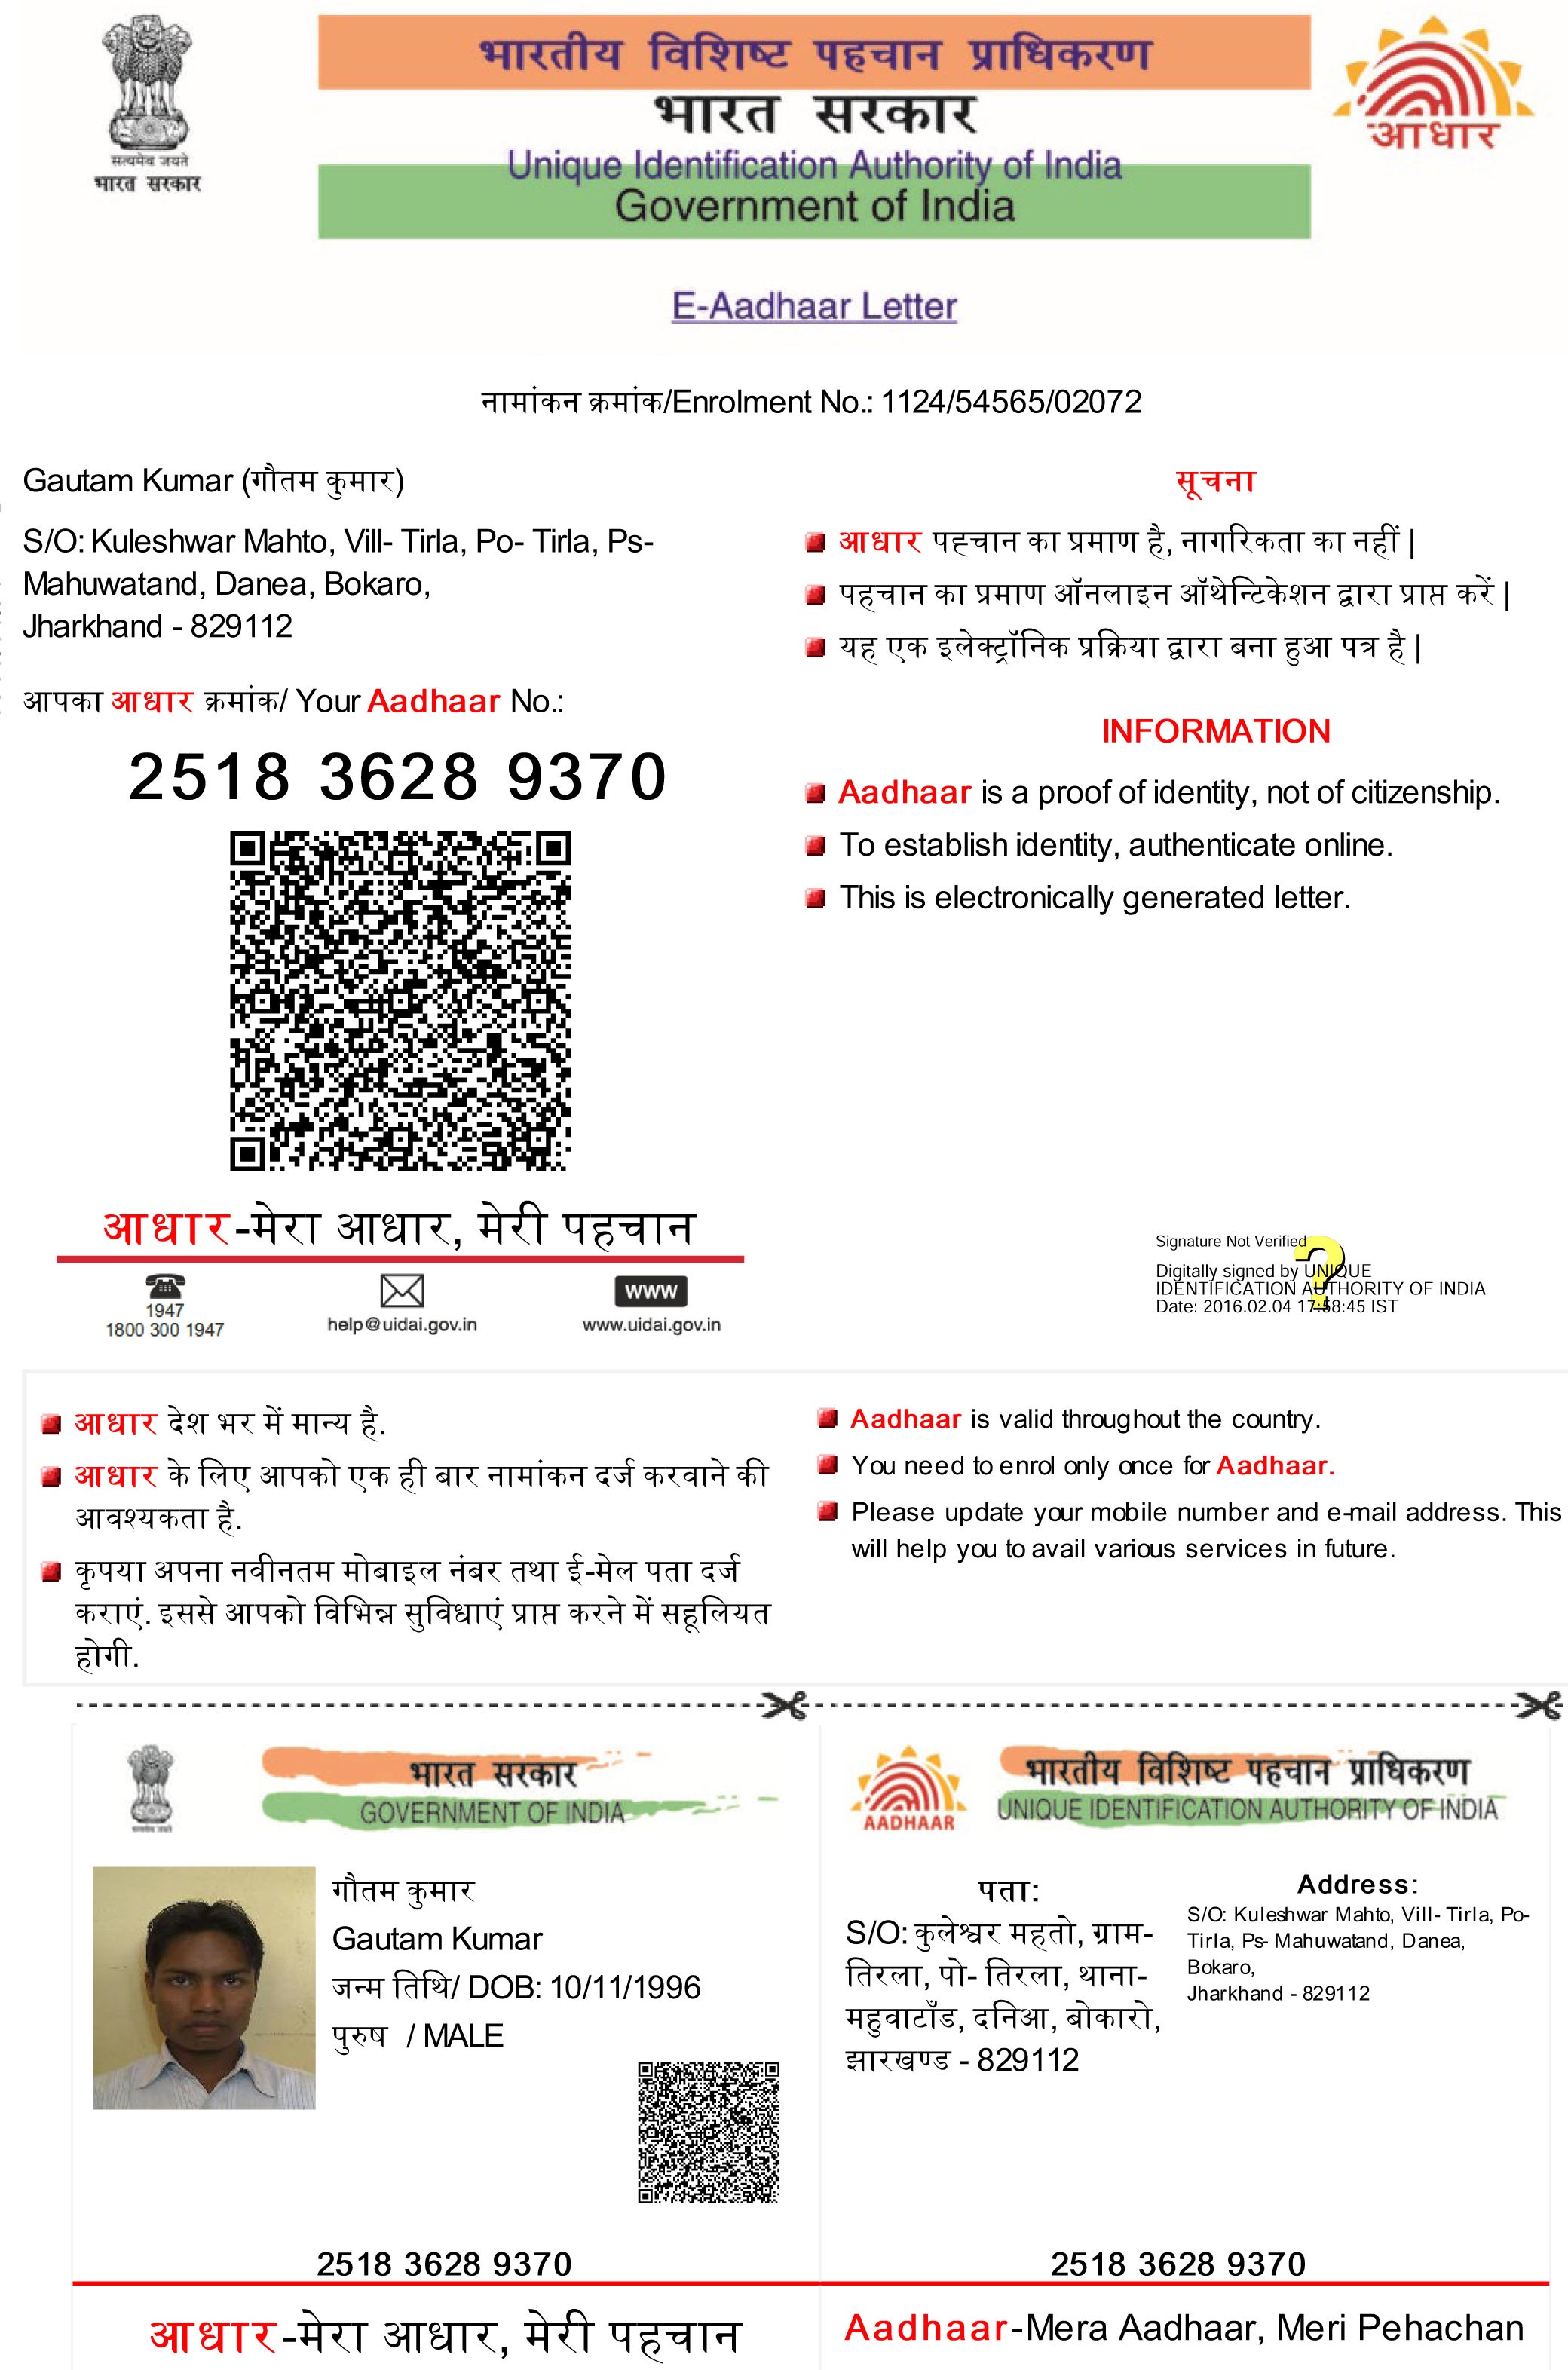 सत्यमेव जयते
भारत सरकार
भारतीय विशिष्ट पहचान प्राधिकरण
भारत सरकार
Unique Identification Authority of India
Government of India
आधार
E-Aadhaar Letter
नामांकन क्रमांक/Enrolment No.: 1124/54565/02072
Gautam Kumar (गौतम कुमार)
S/O: Kuleshwar Mahto, Vill- Tirla, Po- Tirla, Ps-
Mahuwatand, Danea, Bokaro,
Jharkhand - 829112
आपका आधार क्रमांक/ Your Aadhaar No.:
2518 3628 9370
आधार-मेरा आधार, मेरी पहचान
1947
1800 300 1947
help@uidai.gov.in
www
www.uidai.gov.in
सूचना
आधार पहचान का प्रमाण है, नागरिकता का नहीं |
पहचान का प्रमाण ऑनलाइन ऑथेन्टिकेशन द्वारा प्राप्त करें |
यह एक इलेक्ट्रॉनिक प्रक्रिया द्वारा बना हुआ पत्र है |
INFORMATION
Aadhaar is a proof of identity, not of citizenship.
To establish identity, authenticate online.
This is electronically generated letter.
Signature Not Verified
Digitally signed by UNIQUE
IDENTIFICATION AUTHORITY OF INDIA
Date: 2016.02.04 17:58:45 IST
आधार देश भर में मान्य है.
आधार के लिए आपको एक ही बार नामांकन दर्ज करवाने की
आवश्यकता है.
कृपया अपना नवीनतम मोबाइल नंबर तथा ई-मेल पता दर्ज
कराएं. इससे आपको विभिन्न सुविधाएं प्राप्त करने में सहूलियत
होगी.
Aadhaar is valid throughout the country.
You need to enrol only once for Aadhaar.
Please update your mobile number and e-mail address. This
will help you to avail various services in future.
भारत सरकार
GOVERNMENT OF INDIA
गौतम कुमार
Gautam Kumar
जन्म तिथि/ DOB: 10/11/1996
पुरुष / MALE
2518 3628 9370
आधार-मेरा आधार, मेरी पहचान
AADHAAR
भारतीय विशिष्ट पहचान प्राधिकरण
UNIQUE IDENTIFICATION AUTHORITY OF INDIA
पता:
S/O: कुलेश्वर महतो, ग्राम-
तिरला, पो- तिरला, थाना-
महुवाटाँड, दनिआ, बोकारो,
झारखण्ड - 829112
Address:
S/O: Kuleshwar Mahto, Vill- Tirla, Po-
Tirla, Ps- Mahuwatand, Danea,
Bokaro,
Jharkhand - 829112
2518 3628 9370
Aadhaar-Mera Aadhaar, Meri Pehachan